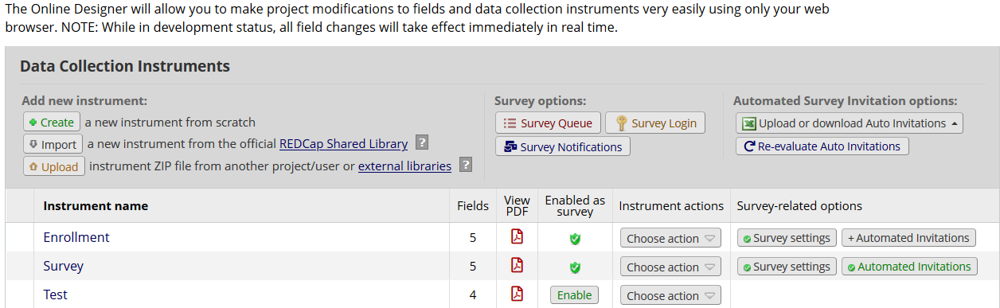 The Online Designer will allow you to make project modifications to fields and data collection instruments very easily using only your web
browser. NOTE: While in development status, all field changes will take effect immediately in real time.
Data Collection Instruments
Add new instrument:
Create a new instrument from scratch
Import a new instrument from the official REDCap Shared Library ?
Upload instrument ZIP file from another project/user or external libraries ?
Survey options:
Survey Queue Survey Login
Survey Notifications
Automated Survey Invitation options:
Upload or download Auto Invitations
Re-evaluate Auto Invitations
Instrument name Fields View PDF Enabled as survey Instrument actions Survey-related options
Enrollment 5 Choose action Survey settings + Automated Invitations
Survey 5 Choose action Survey settings Automated Invitations
Test 4 Enable Choose action